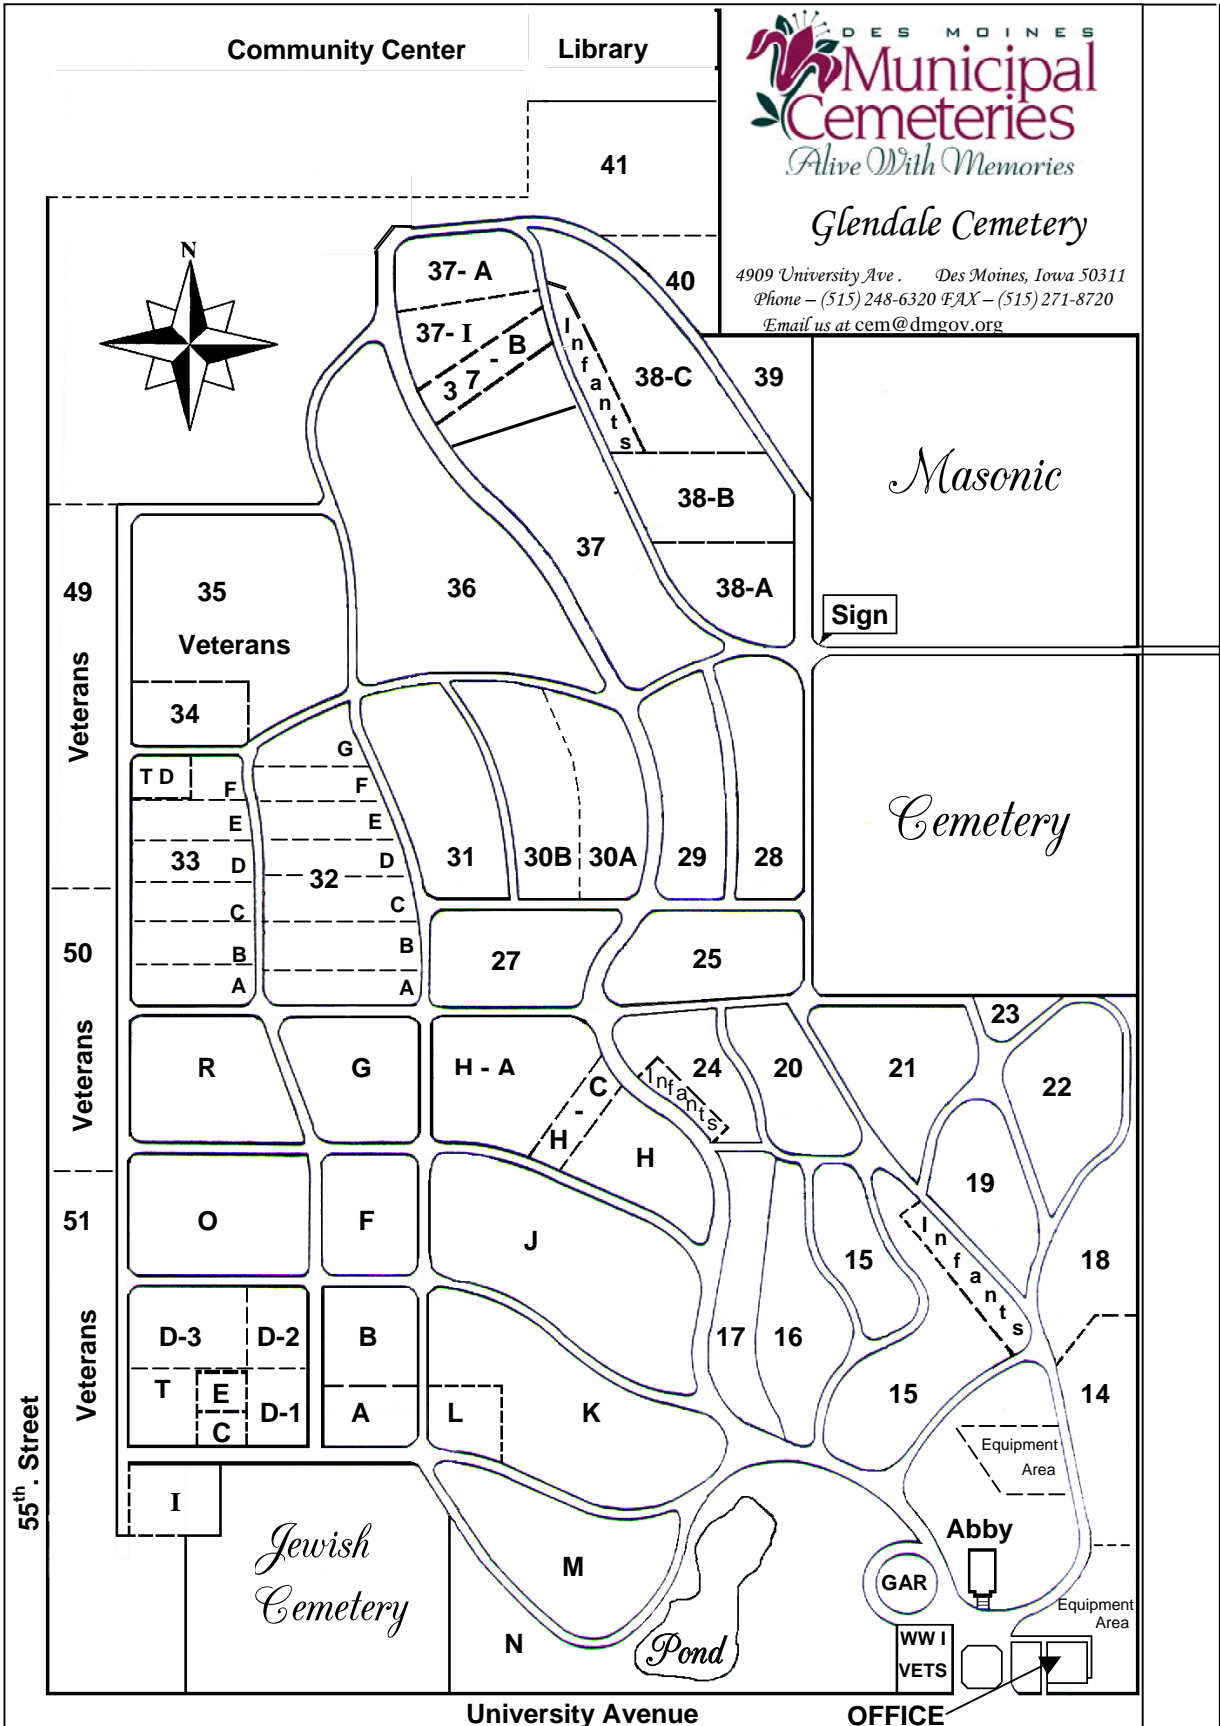 Community Center
Library
DES MOINES
Municipal
Cemeteries
Alive With Memories
Glendale Cemetery
4909 University Ave . Des Moines, Iowa 50311
Phone – (515) 248-6320 FAX – (515) 271-8720
Email us at cem@dmgov.org
41
N
37- A
40
37- I
37 - B
Infants
38-C
39
Masonic
38-B
37
49
35
36
38-A
Sign
Veterans
Veterans
34
G
T D
F
F
E
E
Cemetery
33
D
32
D
31
30B
30A
29
28
C
C
50
B
B
27
25
A
A
23
Veterans
R
G
H - A
H - C
Infants
24
20
21
22
H
19
51
O
F
J
15
Infants
18
Veterans
D-3
D-2
B
17
16
T
E
D-1
A
L
K
15
14
C
Equipment
Area
55th . Street
I
Jewish
Cemetery
Abby
M
GAR
Equipment
Area
N
Pond
WW I
VETS
University Avenue
OFFICE